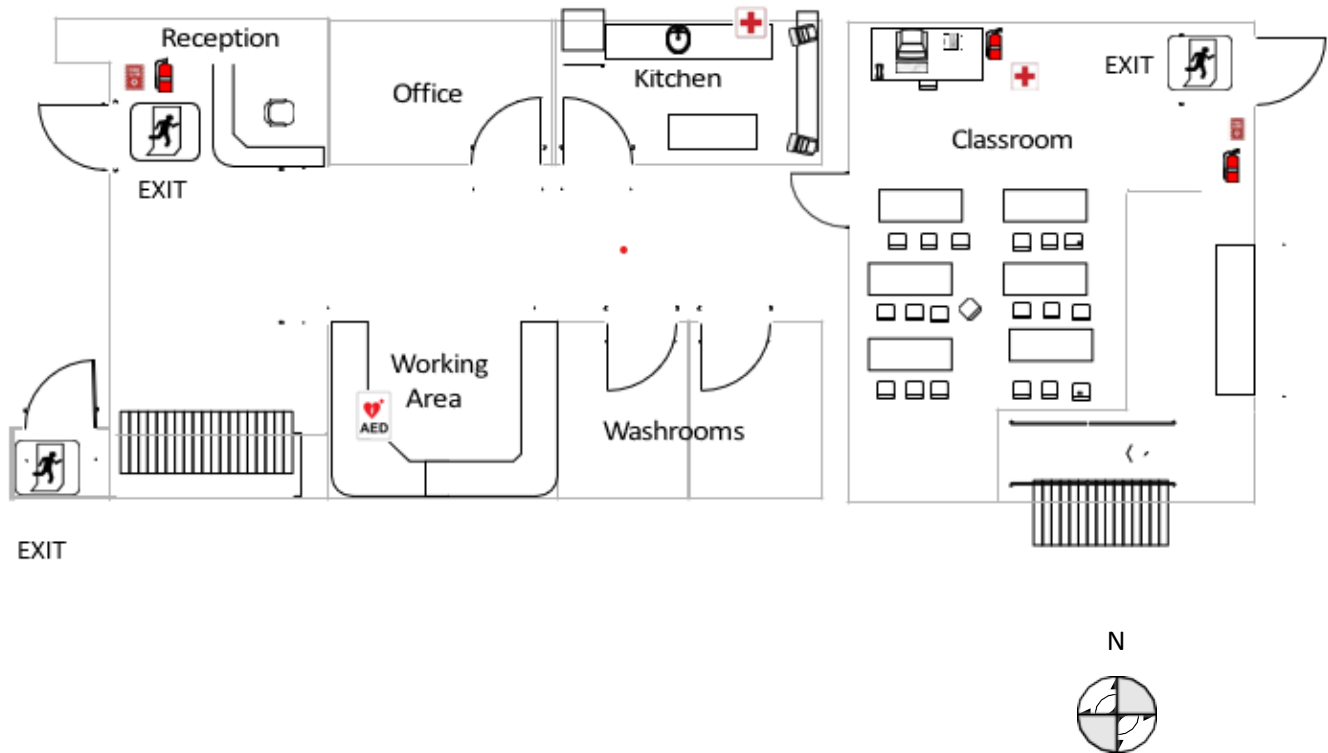 Reception
Office
Kitchen
EXIT
Classroom
EXIT
Working
Area
AED
Washrooms
EXIT
N